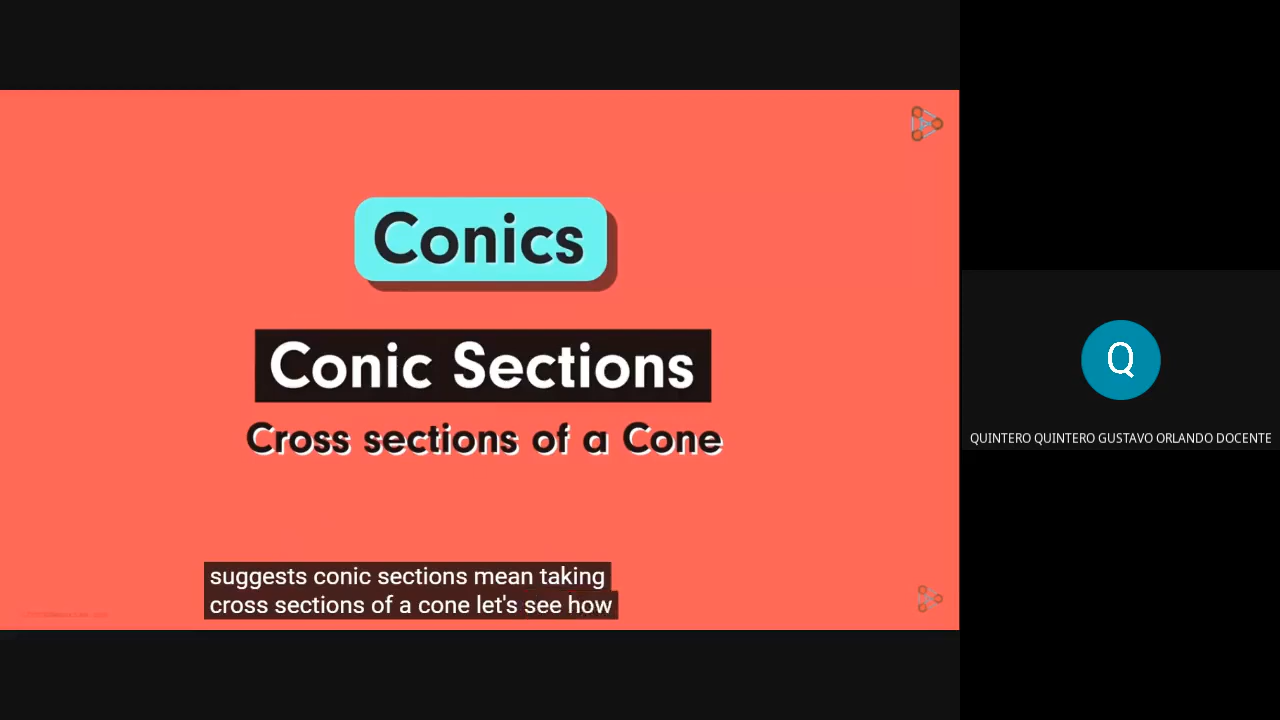 Conics
Conic Sections
Cross sections of a Cone
suggests conic sections mean taking
cross sections of a cone let's see how
Q
QUINTERO QUINTERO GUSTAVO ORLANDO DOCENTE